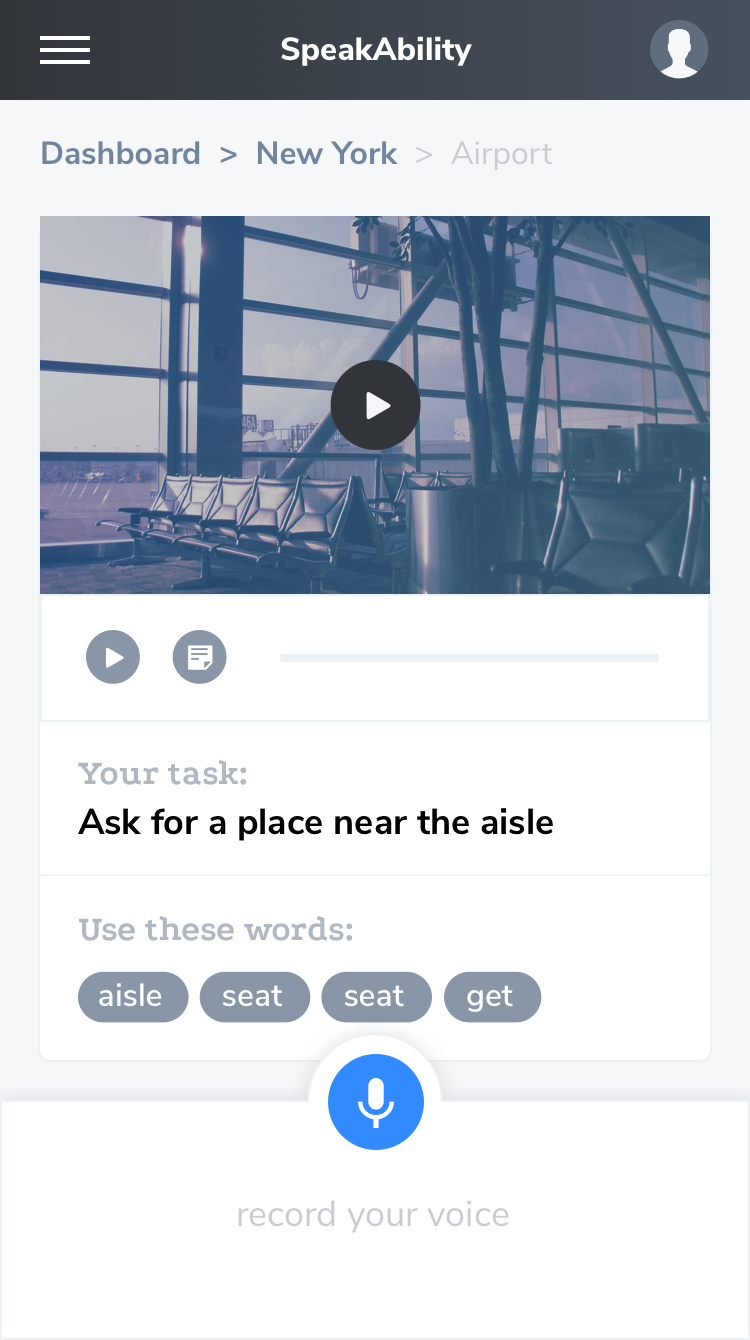 SpeakAbility
Dashboard > New York > Airport
Your task:
Ask for a place near the aisle
Use these words:
aisle seat seat get
record your voice